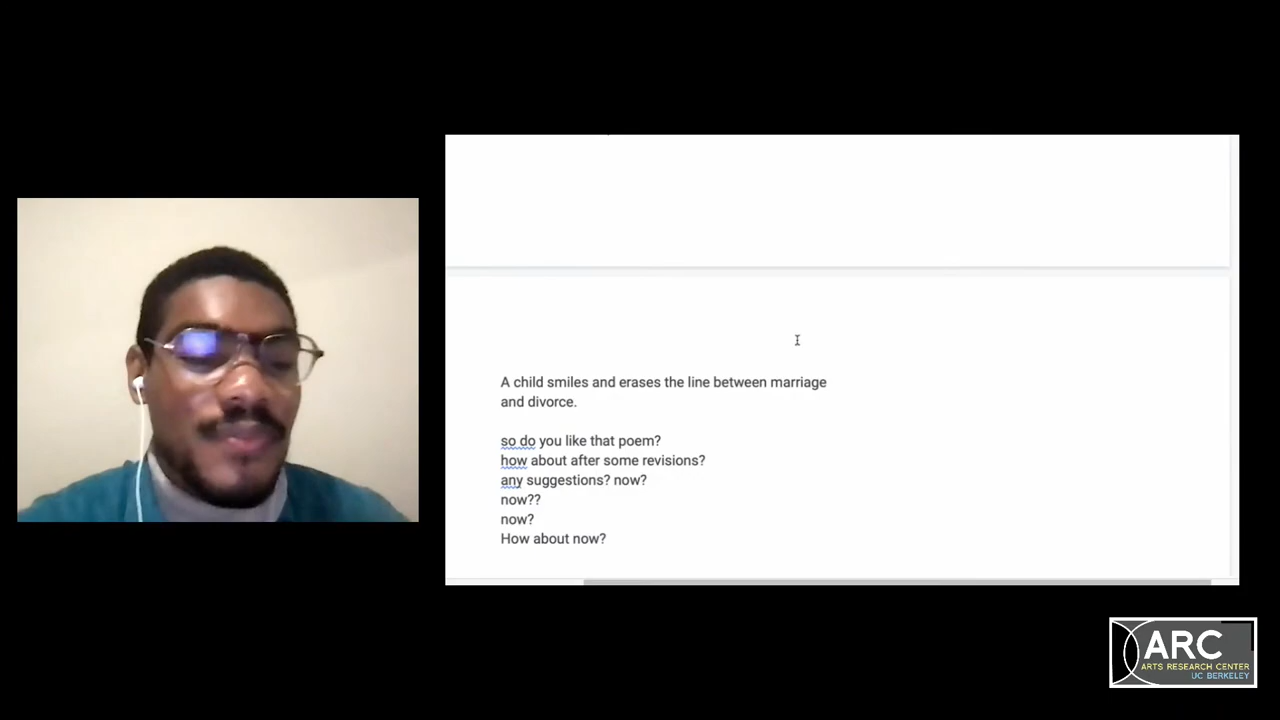 A child smiles and erases the line between marriage
and divorce.
so do you like that poem?
how about after some revisions?
any suggestions? now?
now??
now?
How about now?
ARC
ARTS RESEARCH CENTER
UC BERKELEY